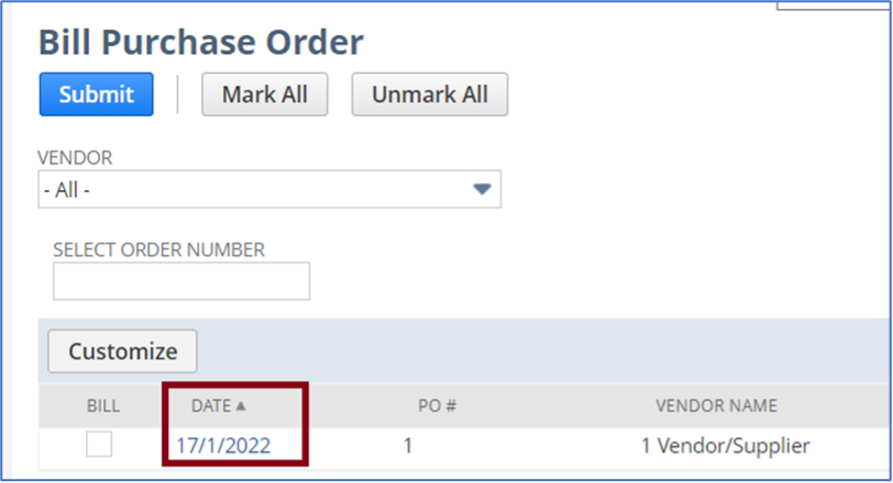 Bill Purchase Order
Submit Mark All Unmark All
VENDOR
- All -
SELECT ORDER NUMBER
Customize
BILL DATE PO # VENDOR NAME
17/1/2022 1 1 Vendor/Supplier